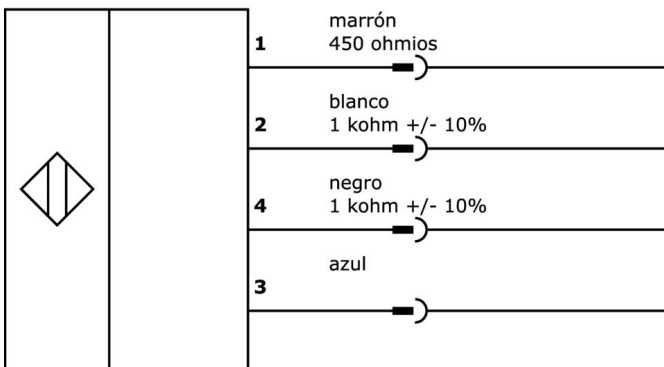 marrón
1 450 ohmios
blanco
2 1 kohm +/- 10%
negro
4 1 kohm +/- 10%
azul
3